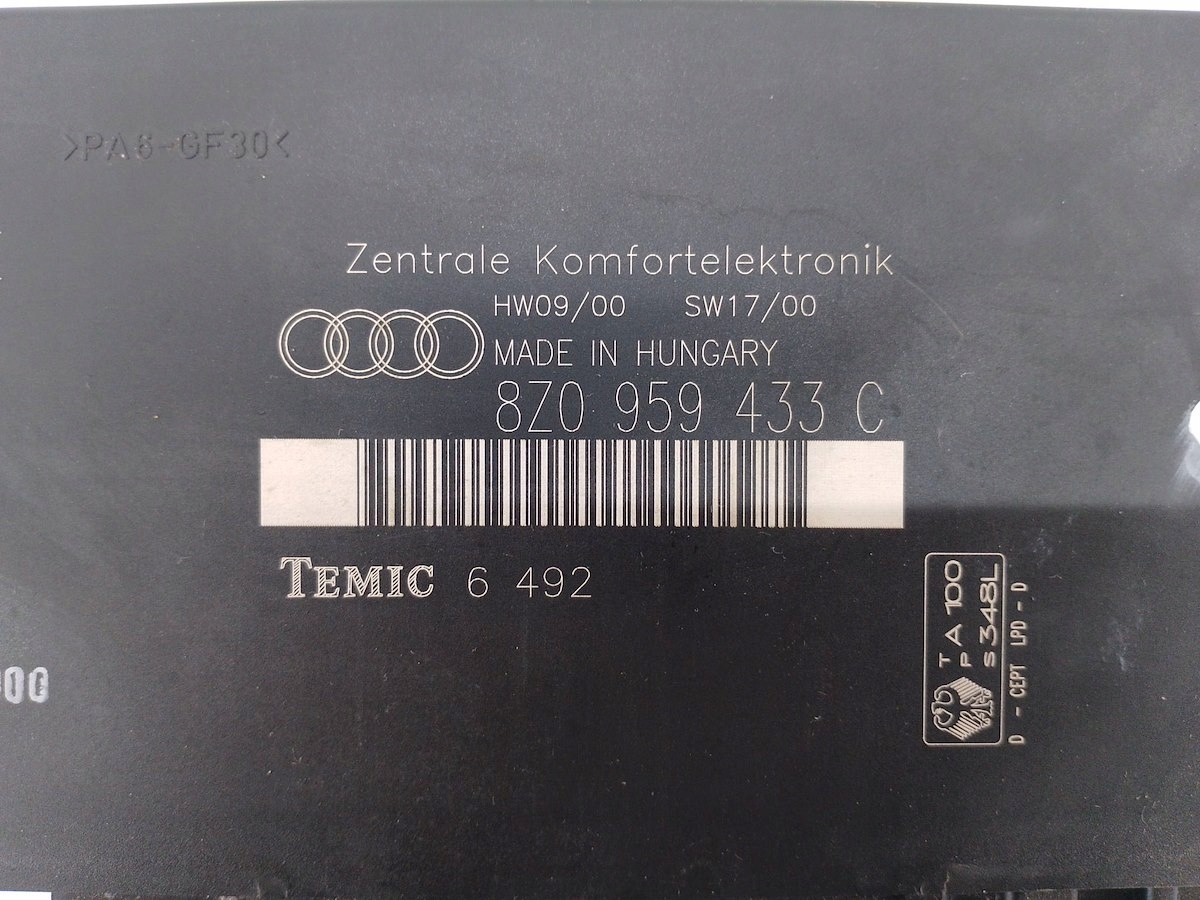 >PA6-GF30<
Zentrale Komfortelektronik
HW09/00 SW17/00
MADE IN HUNGARY
8Z0 959 433 C
TEMIC 6 492
TA 100
P S348L
D - CEPT LPD - D
00